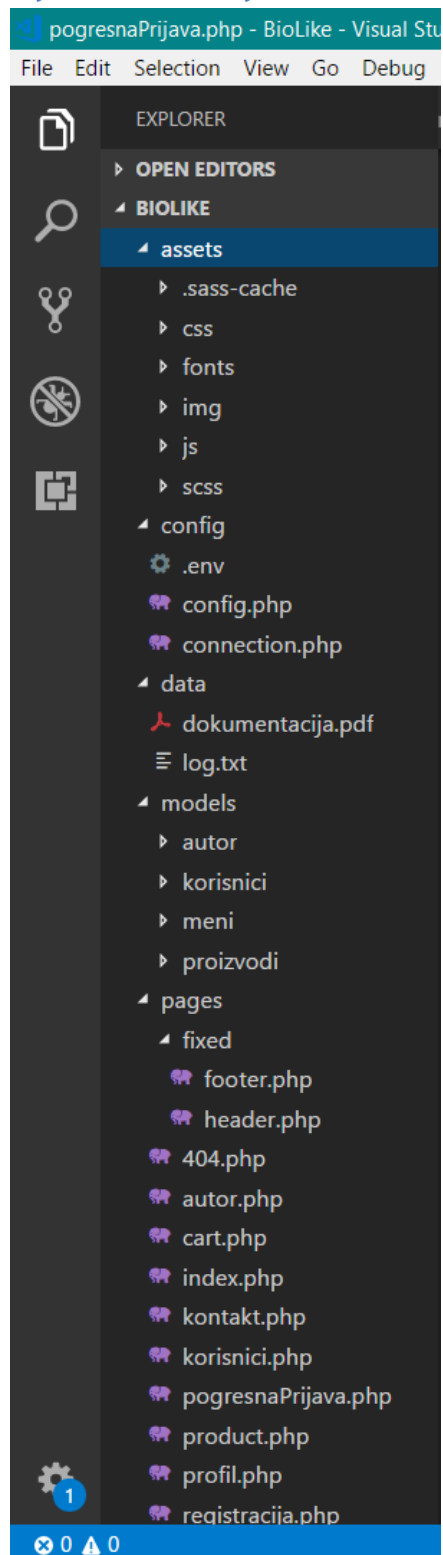 pogresnaPrijava.php - BioLike - Visual Stu
File Edit Selection View Go Debug
EXPLORER
OPEN EDITORS
BIOLIKE
assets
.sass-cache
css
fonts
img
js
scss
config
.env
config.php
connection.php
data
dokumentacija.pdf
log.txt
models
autor
korisnici
meni
proizvodi
pages
fixed
footer.php
header.php
404.php
autor.php
cart.php
index.php
kontakt.php
korisnici.php
pogresnaPrijava.php
product.php
profil.php
registracija.php
1
0 0